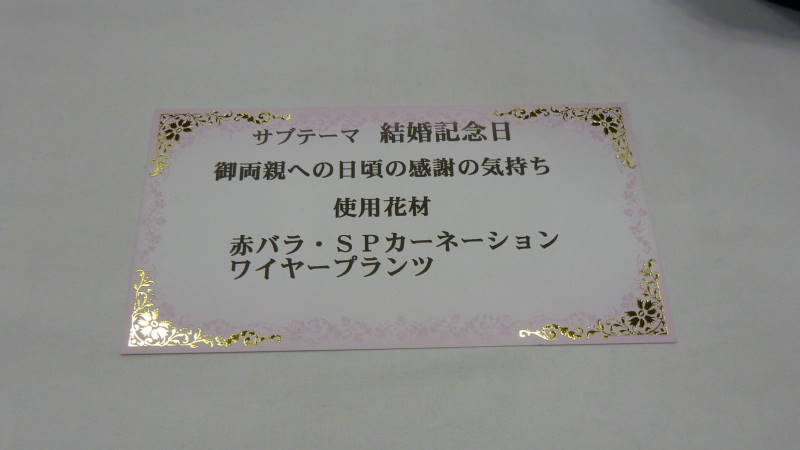 サブテーマ　結婚記念日
御両親への日頃の感謝の気持ち
使用花材
赤バラ・ＳＰカーネーション
ワイヤープランツ